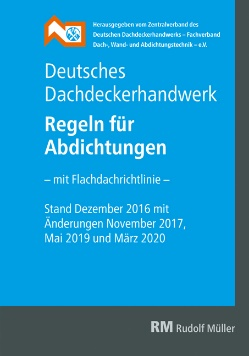 Herausgegeben vom Zentralverband des
Deutschen Dachdeckerhandwerks – Fachverband
Dach-, Wand- und Abdichtungstechnik – e.V.
Deutsches
Dachdeckerhandwerk
Regeln für
Abdichtungen
– mit Flachdachrichtlinie –
Stand Dezember 2016 mit
Änderungen November 2017,
Mai 2019 und März 2020
RM Rudolf Müller